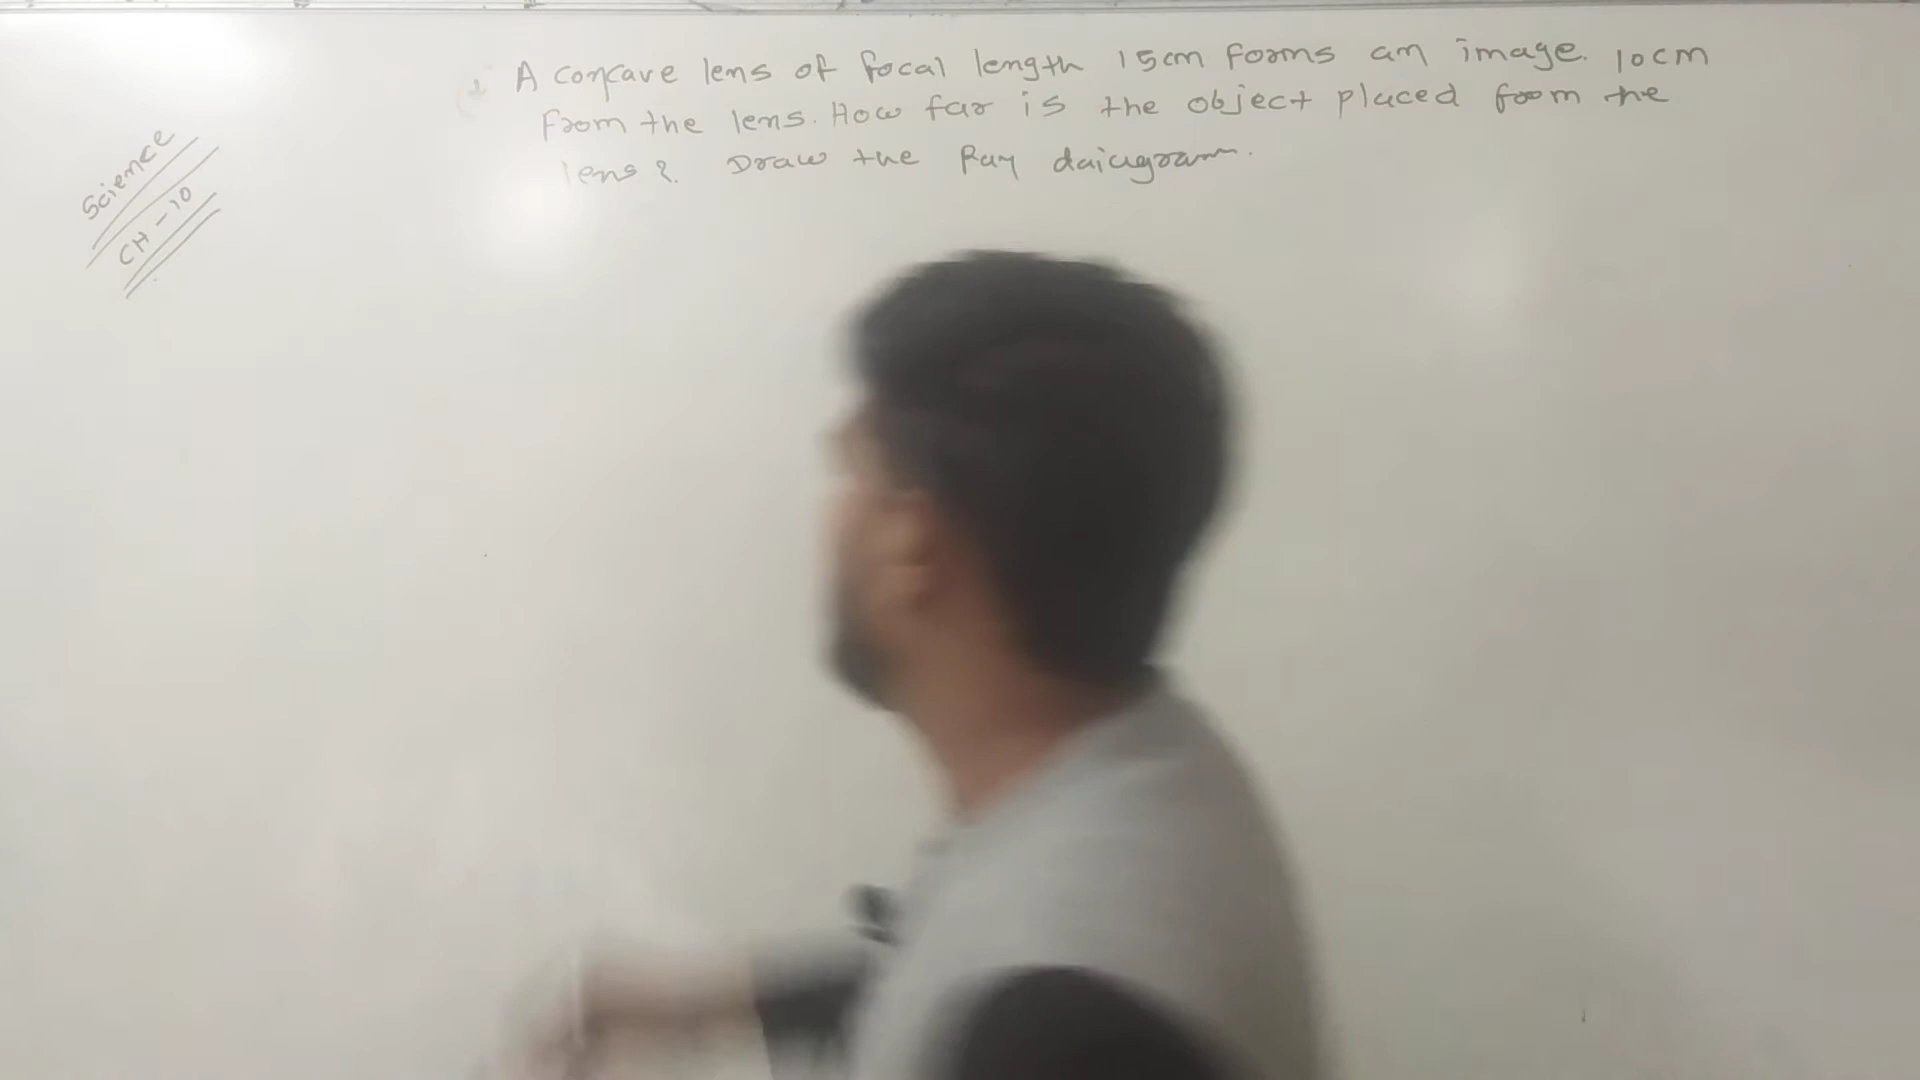 A concave lens of focal length 15cm forms an image. 10cm
from the lens. How far is the object placed from the
lens?. Draw the Ray daiagram.
Science
CH-10